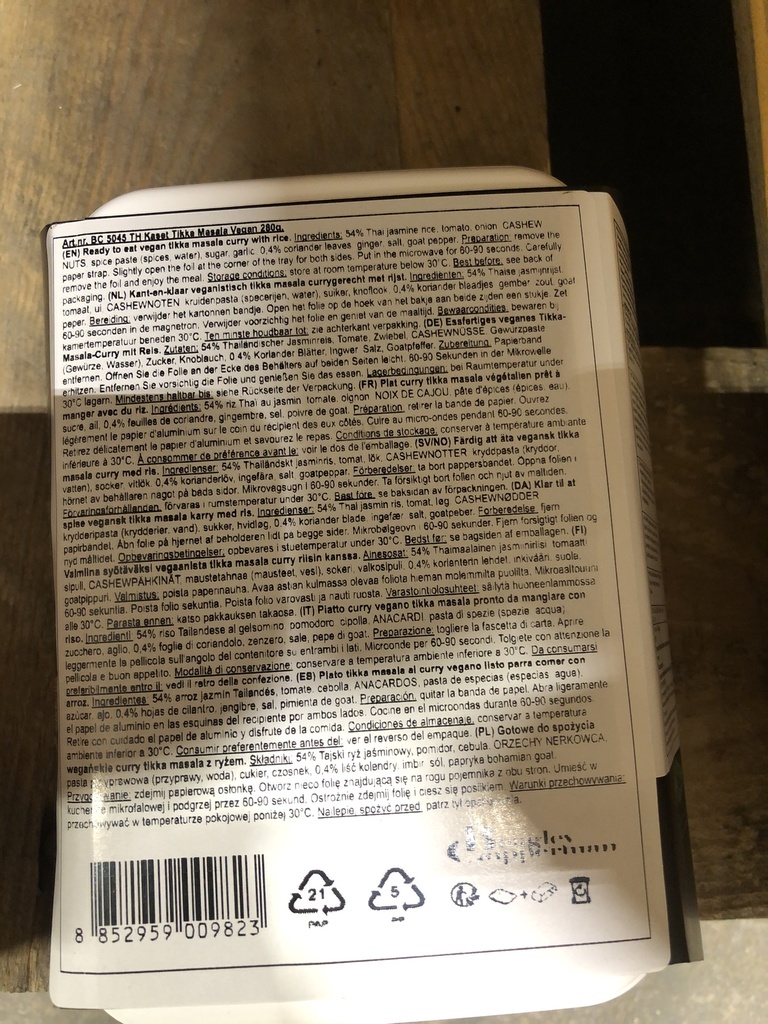 Art.nr. BC 5045 TH Kaset Tikka Masala Vegan 280g.
(EN) Ready to eat vegan tikka masala curry with rice. Ingredients: 54% Thai jasmine rice, tomato, onion, CASHEW
NUTS, spice paste (spices, water), sugar, garlic, 0,4% coriander leaves, ginger, salt, goat pepper. Preparation: remove the
paper strap. Slightly open the foil at the corner of the tray for both sides. Put in the microwave for 60-90 seconds. Carefully
remove the foil and enjoy the meal. Storage conditions: store at room temperature below 30°C. Best before: see back of
packaging. (NL) Kant-en-klaar veganistisch tikka masala currygerecht met rijst. Ingredienten: 54% Thaise jasmijnrijst,
tomaat, ui, CASHEWNOTEN, kruidenpasta (specerijen, water), suiker, knoflook, 0,4% koriander blaadjes, gember, zout, goat
peper. Bereiding: verwijder het kartonnen bandje. Open het folie op de hoek van het bakje aan beide zijden een stukje. Zet
60-90 seconden in de magnetron. Verwijder voorzichtig het folie en geniet van de maaltijd. Bewaarcondities: bewaren bij
kamertemperatuur beneden 30°C. Ten minste houdbaar tot: zie achterkant verpakking. (DE) Essfertiges veganes Tikka-
Masala-Curry mit Reis. Zutaten: 54% Thailändischer Jasminreis, Tomate, Zwiebel, CASHEWNÜSSE, Gewürzpaste
(Gewürze, Wasser), Zucker, Knoblauch, 0,4% Koriander Blätter, Ingwer, Salz, Goatpfeffer. Zubereitung: Papierband
entfernen. Öffnen Sie die Folie an der Ecke des Behälters auf beiden Seiten leicht. 60-90 Sekunden in der Mikrowelle
erhitzen. Entfernen Sie vorsichtig die Folie und genießen Sie das essen. Lagerbedingungen: bei Raumtemperatur unter
30°C lagern. Mindestens haltbar bis: siehe Rückseite der Verpackung. (FR) Plat curry tikka masala végétalien prêt à
manger avec du riz. Ingrédients: 54% riz Thaï au jasmin, tomate, oignon, NOIX DE CAJOU, pâte d'épices (épices, eau),
sucre, ail, 0,4% feuilles de coriandre, gingembre, sel, poivre de goat. Préparation: retirer la bande de papier. Ouvrez
légèrement le papier d'aluminium sur le coin du récipient des eux côtés. Cuire au micro-ondes pendant 60-90 secondes.
Retirez délicatement le papier d'aluminium et savourez le repas. Conditions de stockage: conserver à température ambiante
inférieure à 30°C. À consommer de préférence avant le: voir le dos de l'emballage. (SV/NO) Färdig att äta vegansk tikka
masala curry med ris. Ingredienser: 54% Thailändskt jasminris, tomat, lök, CASHEWNÖTTER, kryddpasta (kryddor,
vatten), socker, vitlök, 0,4% korianderlöv, ingefära, salt, goatpeppar. Förberedelser: ta bort pappersbandet. Öppna folien i
hörnet av behållaren något på båda sidor. Mikrovågsugn i 60-90 sekunder. Ta försiktigt bort folien och njut av måltiden.
Förvaringsförhållanden: förvaras i rumstemperatur under 30°C. Bäst före: se baksidan av förpackningen. (DA) Klar til at
spise vegansk tikka masala karry med ris. Ingredienser: 54% Thai jasmin ris, tomat, løg, CASHEWNØDDER,
krydderipasta (krydderier, vand), sukker, hvidløg, 0,4% koriander blade, ingefær, salt, goatpeber. Forberedelse: fjern
papirbandet. Åbn folie på hjørnet af beholderen lidt på begge sider. Mikrobølgeovn i 60-90 sekunder. Fjern forsigtigt folien og
nyd måltidet. Opbevaringsbetingelser: opbevares i stuetemperatur under 30°C. Bedst før: se bagsiden af emballagen. (FI)
Valmiina syötäväksi vegaanista tikka masala curry riisin kanssa. Ainesosat: 54% Thaimaalainen jasmiiniriisi, tomaatti,
sipuli, CASHEWPÄHKINÄT, maustetahnaa (mausteet, vesi), sokeri, valkosipuli, 0,4% korianterin lehdet, inkivääri, suola,
goatpippuri. Valmistus: poista paperinauha. Avaa astian kulmassa olevaa foliota hieman molemmilta puolilta. Mikroaaltouuni
60-90 sekuntia. Poista folio varovasti ja nauti ruoasta. Varastointiolosuhteet: säilytä huoneenlammossa
alle 30°C. Parasta ennen: katso pakkauksen takaosa. (IT) Piatto curry vegano tikka masala pronto da mangiare con
riso. Ingredienti: 54% riso Tailandese al gelsomino, pomodoro, cipolla, ANACARDI, pasta di spezie (spezie, acqua),
zucchero, aglio, 0,4% foglie di coriandolo, zenzero, sale, pepe di goat. Preparazione: togliere la fascetta di carta. Aprire
leggermente la pellicola sull'angolo del contenitore su entrambi i lati. Microonde per 60-90 secondi. Togliete con attenzione la
pellicola e buon appetito. Modalità di conservazione: conservare a temperatura ambiente inferiore a 30°C. Da consumarsi
preferibilmente entro il: vedi il retro della confezione. (EB) Plato tikka masala al curry vegano listo parra comer con
arroz. Ingredientes: 54% arroz jazmín Tailandés, tomate, cebolla, ANACARDOS, pasta de especias (especias, agua),
azúcar, ajo, 0,4% hojas de cilantro, jengibre, sal, pimienta de goat. Preparación: quitar la banda de papel. Abra ligeramente
el papel de aluminio en las esquinas del recipiente por ambos lados. Cocine en el microondas durante 60-90 segundos.
Retire con cuidado el papel de aluminio y disfrute de la comida. Condiciones de almacenaje: conservar a temperatura
ambiente inferior a 30°C. Consumir preferentemente antes del: ver el reverso del empaque. (PL) Gotowe do spożycia
wegańskie curry tikka masala z ryżem. Składniki: 54% Tajski ryż jaśminowy, pomidor, cebula, ORZECHY NERKOWCA,
pasta przyprawowa (przyprawy, woda), cukier, czosnek, 0,4% liść kolendry, imbir, sól, papryka bohamian goat.
Przygotowanie: zdejmij papierową osłonkę. Otwórz nieco folię znajdującą się na rogu pojemnika z obu stron. Umieść w
kuchence mikrofalowej i podgrzej przez 60-90 sekund. Ostrożnie zdejmij folię i ciesz się posiłkiem. Warunki przechowywania:
przechowywać w temperaturze pokojowej poniżej 30°C. Najlepiej spożyć przed:
8 852959 009823
21
PAP
5
PP